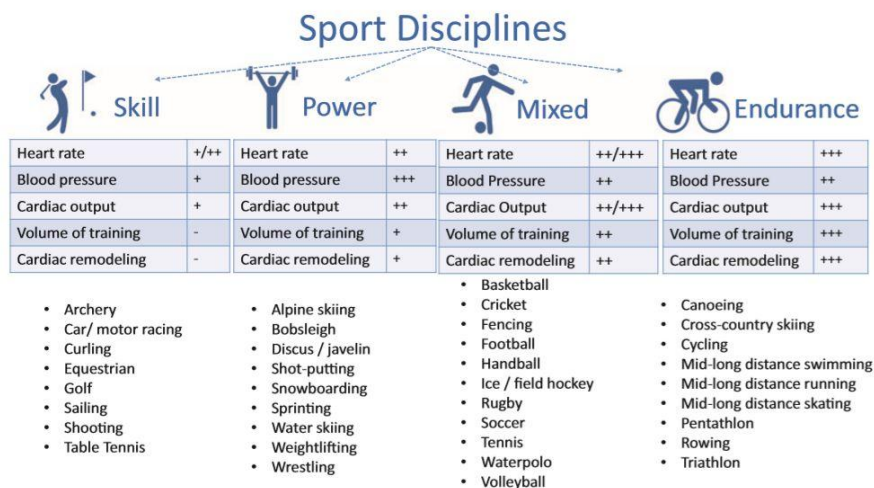 Sport Disciplines
Skill
Heart rate +/++
Blood pressure +
Cardiac output +
Volume of training -
Cardiac remodeling -
• Archery
• Car/ motor racing
• Curling
• Equestrian
• Golf
• Sailing
• Shooting
• Table Tennis
Power
Heart rate ++
Blood pressure +++
Cardiac output ++
Volume of training +
Cardiac remodeling +
• Alpine skiing
• Bobsleigh
• Discus / javelin
• Shot-putting
• Snowboarding
• Sprinting
• Water skiing
• Weightlifting
• Wrestling
Mixed
Heart rate ++/+++
Blood Pressure ++
Cardiac Output ++/+++
Volume of training ++
Cardiac remodeling ++
• Basketball
• Cricket
• Fencing
• Football
• Handball
• Ice / field hockey
• Rugby
• Soccer
• Tennis
• Waterpolo
• Volleyball
Endurance
Heart rate +++
Blood Pressure ++
Cardiac output +++
Volume of training +++
Cardiac remodeling +++
• Canoeing
• Cross-country skiing
• Cycling
• Mid-long distance swimming
• Mid-long distance running
• Mid-long distance skating
• Pentathlon
• Rowing
• Triathlon